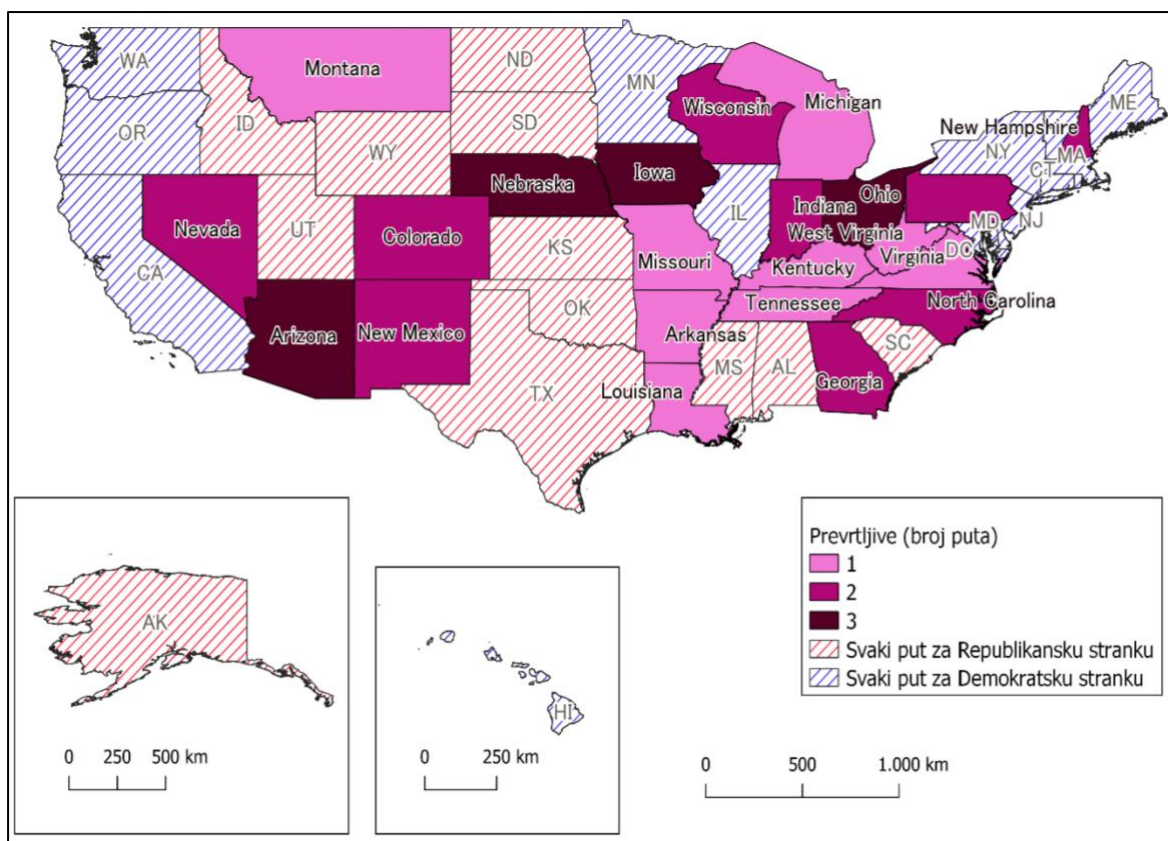 WA
Montana
ND
MN
ME
OR
ID
SD
Wisconsin
Michigan
New Hampshire
WY
NY
MA
CT
Nebraska
Iowa
Ohio
NJ
MD
Nevada
UT
Colorado
IL
Indiana
West Virginia
DC
CA
KS
Missouri
Virginia
Kentucky
Tennessee
North Carolina
Arizona
New Mexico
OK
Arkansas
SC
MS
AL
Georgia
TX
Louisiana
AK
0 250 500 km
HI
0 250 km
Prevrtljive (broj puta)
1
2
3
Svaki put za Republikansku stranku
Svaki put za Demokratsku stranku
0 500 1.000 km